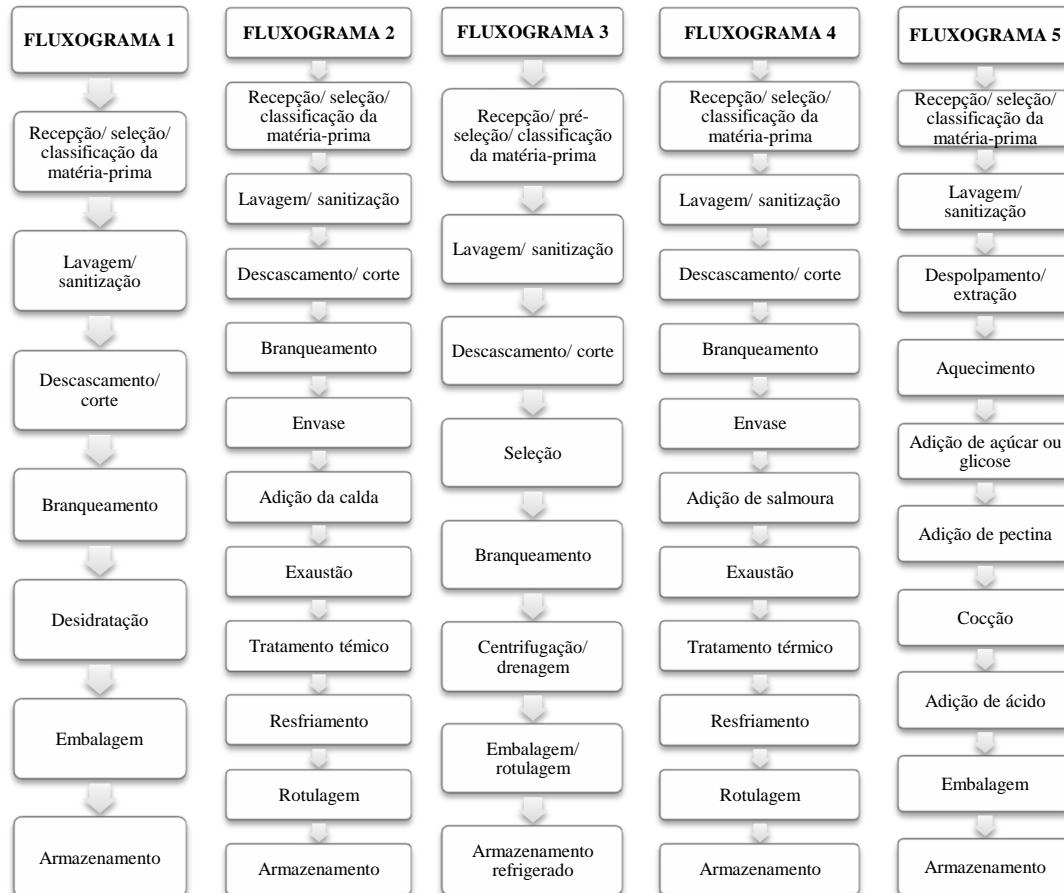 FLUXOGRAMA 1
Recepção/ seleção/
classificação da
matéria-prima
Lavagem/
sanitização
Descascamento/
corte
Branqueamento
Desidratação
Embalagem
Armazenamento
FLUXOGRAMA 2
Recepção/ seleção/
classificação da
matéria-prima
Lavagem/ sanitização
Descascamento/ corte
Branqueamento
Envase
Adição da calda
Exaustão
Tratamento témico
Resfriamento
Rotulagem
Armazenamento
FLUXOGRAMA 3
Recepção/ pré-
seleção/ classificação
da matéria-prima
Lavagem/ sanitização
Descascamento/ corte
Seleção
Branqueamento
Centrifugação/
drenagem
Embalagem/
rotulagem
Armazenamento
refrigerado
FLUXOGRAMA 4
Recepção/ seleção/
classificação da
matéria-prima
Lavagem/ sanitização
Descascamento/ corte
Branqueamento
Envase
Adição de salmoura
Exaustão
Tratamento térmico
Resfriamento
Rotulagem
Armazenamento
FLUXOGRAMA 5
Recepção/ seleção/
classificação da
matéria-prima
Lavagem/
sanitização
Despolpamento/
extração
Aquecimento
Adição de açúcar ou
glicose
Adição de pectina
Cocção
Adição de ácido
Embalagem
Armazenamento